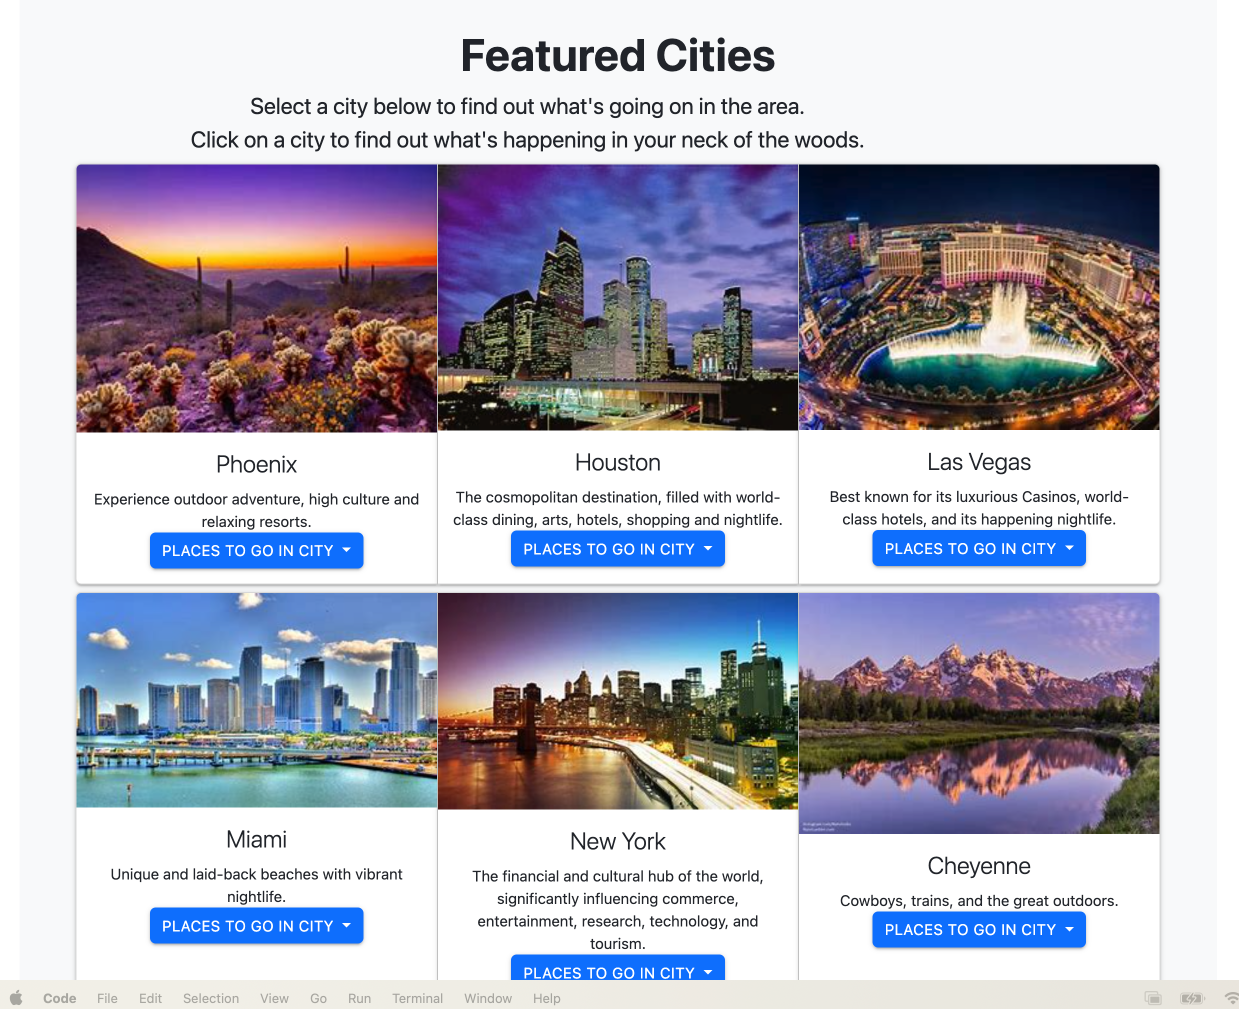 Featured Cities
Select a city below to find out what's going on in the area.
Click on a city to find out what's happening in your neck of the woods.
Phoenix
Experience outdoor adventure, high culture and
relaxing resorts.
PLACES TO GO IN CITY
Houston
The cosmopolitan destination, filled with world-
class dining, arts, hotels, shopping and nightlife.
PLACES TO GO IN CITY
Las Vegas
Best known for its luxurious Casinos, world-
class hotels, and its happening nightlife.
PLACES TO GO IN CITY
Miami
Unique and laid-back beaches with vibrant
nightlife.
PLACES TO GO IN CITY
New York
The financial and cultural hub of the world,
significantly influencing commerce,
entertainment, research, technology, and
tourism.
PLACES TO GO IN CITY
Cheyenne
Cowboys, trains, and the great outdoors.
PLACES TO GO IN CITY
Code File Edit Selection View Go Run Terminal Window Help